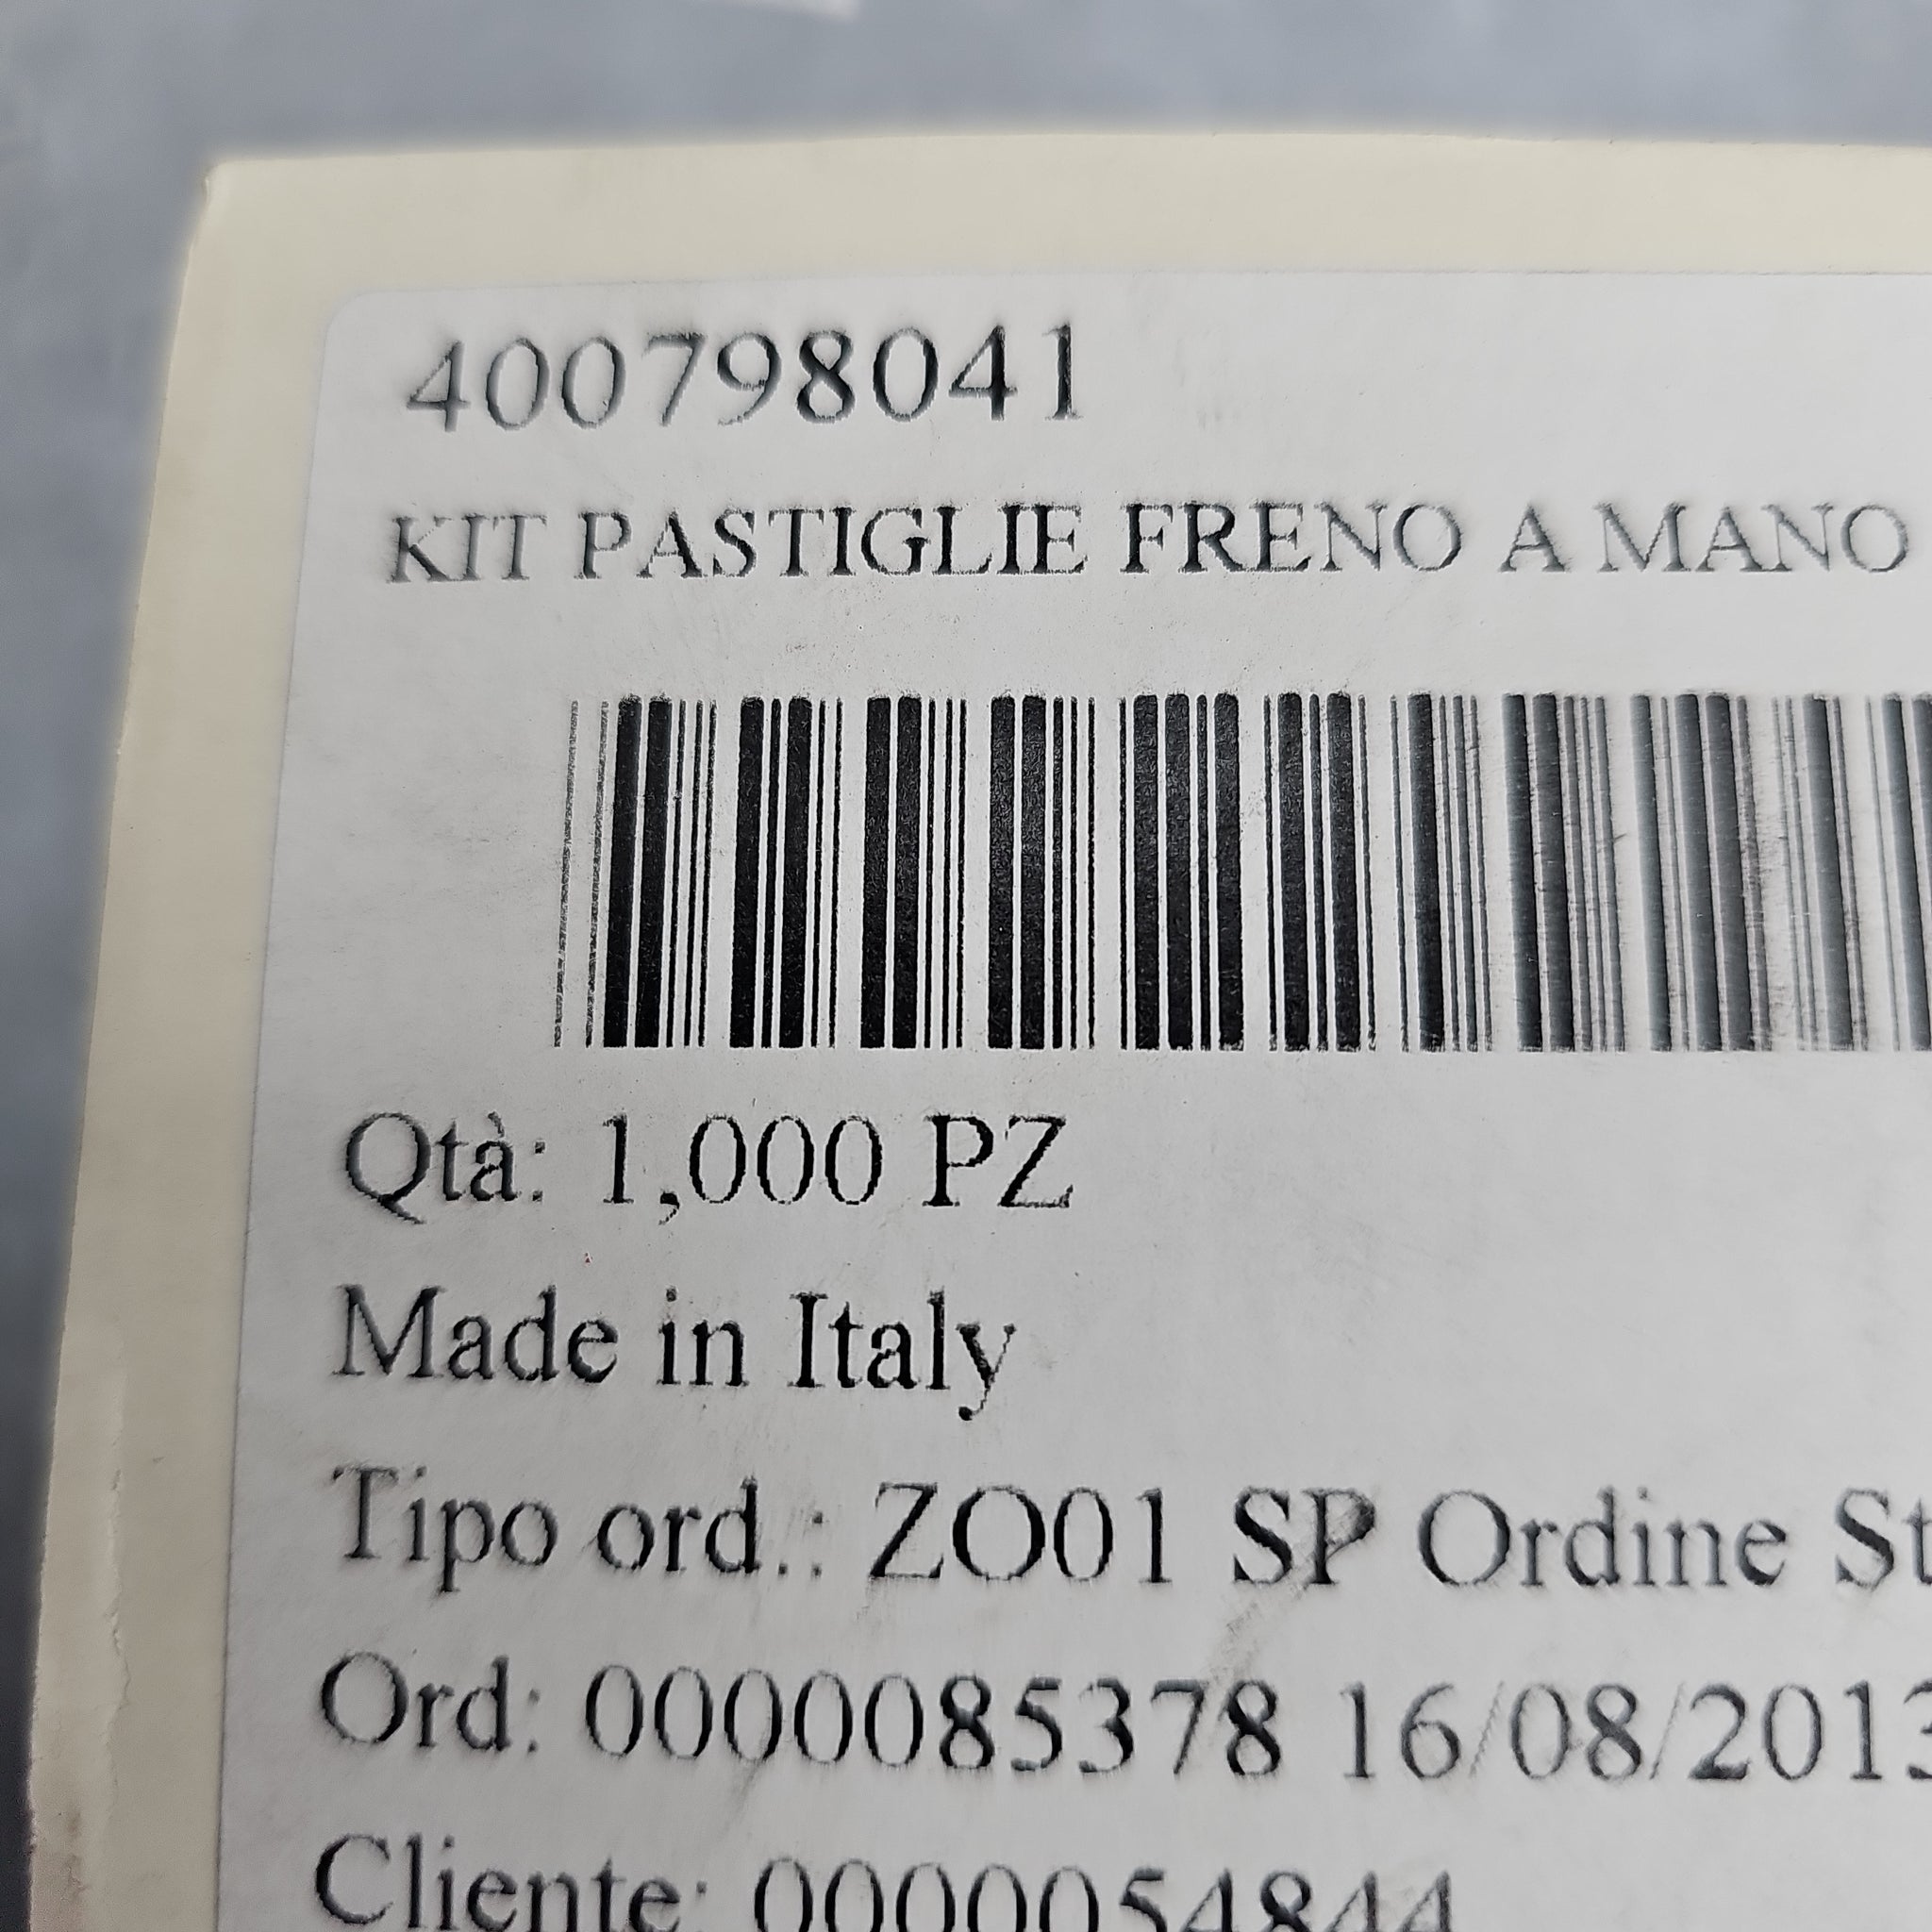 400798041
KIT PASTIGLIE FRENO A MANO
Qtà: 1,000 PZ
Made in Italy
Tipo ord.: ZO01 SP Ordine St
Ord: 0000085378 16/08/2013
Cliente: 0000054844